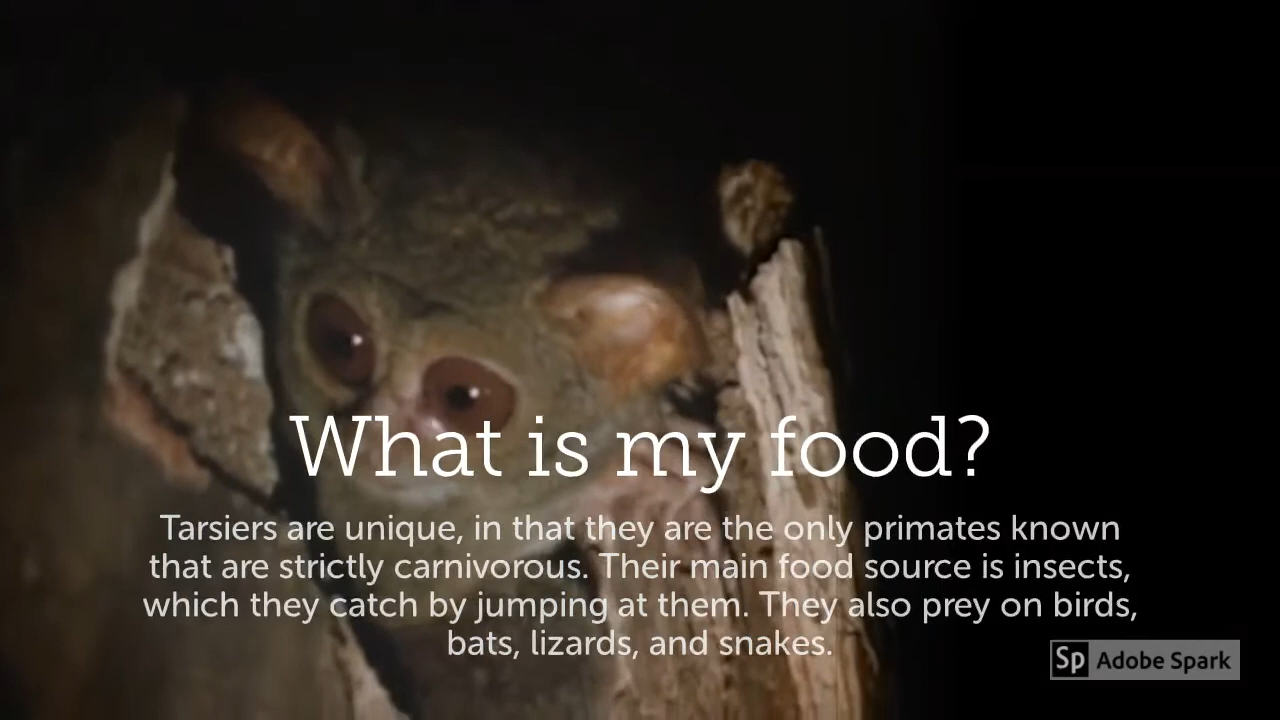 What is my food?
Tarsiers are unique, in that they are the only primates known
that are strictly carnivorous. Their main food source is insects,
which they catch by jumping at them. They also prey on birds,
bats, lizards, and snakes.
Sp Adobe Spark